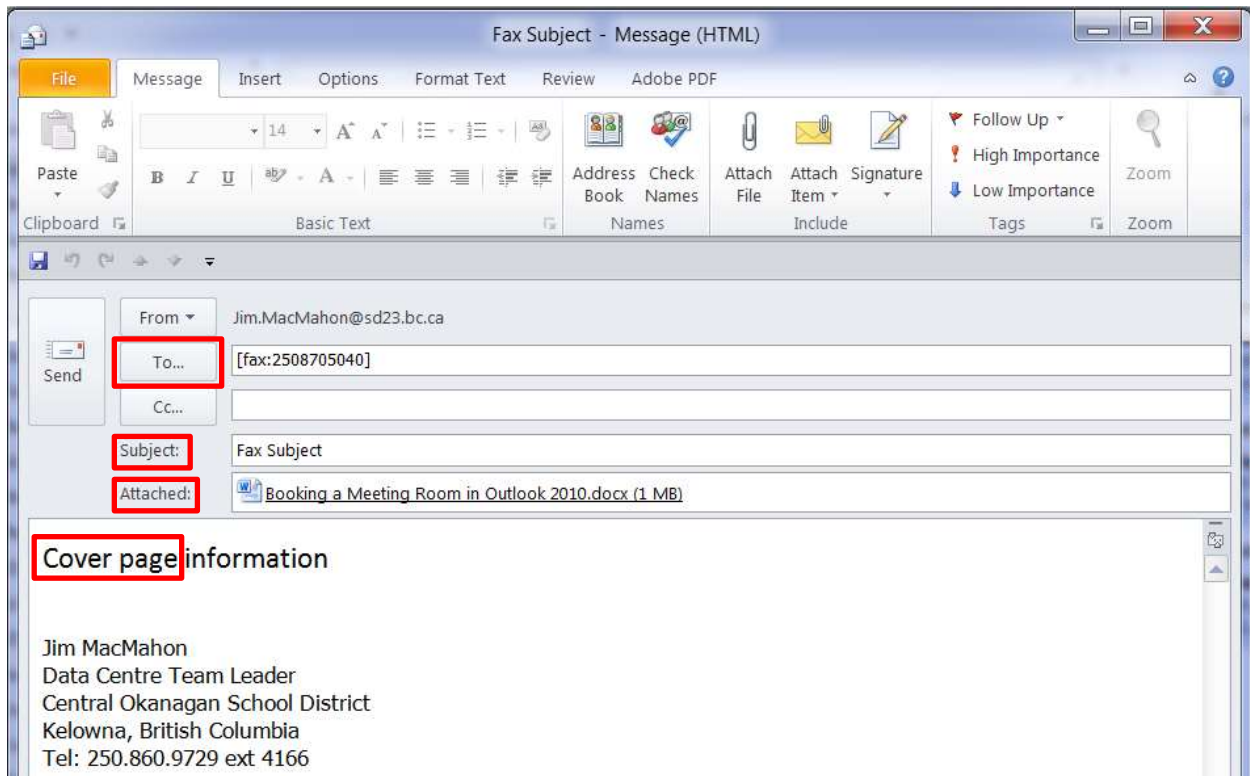 Fax Subject - Message (HTML)
File Message Insert Options Format Text Review Adobe PDF
14
Follow Up
High Importance
Paste Address Book Check Names Attach File Attach Item Signature Zoom
Low Importance
Clipboard Basic Text Names Include Tags Zoom
From Jim.MacMahon@sd23.bc.ca
To... [fax:2508705040]
Send
Cc...
Subject: Fax Subject
Attached: Booking a Meeting Room in Outlook 2010.docx (1 MB)
Cover page information
Jim MacMahon
Data Centre Team Leader
Central Okanagan School District
Kelowna, British Columbia
Tel: 250.860.9729 ext 4166